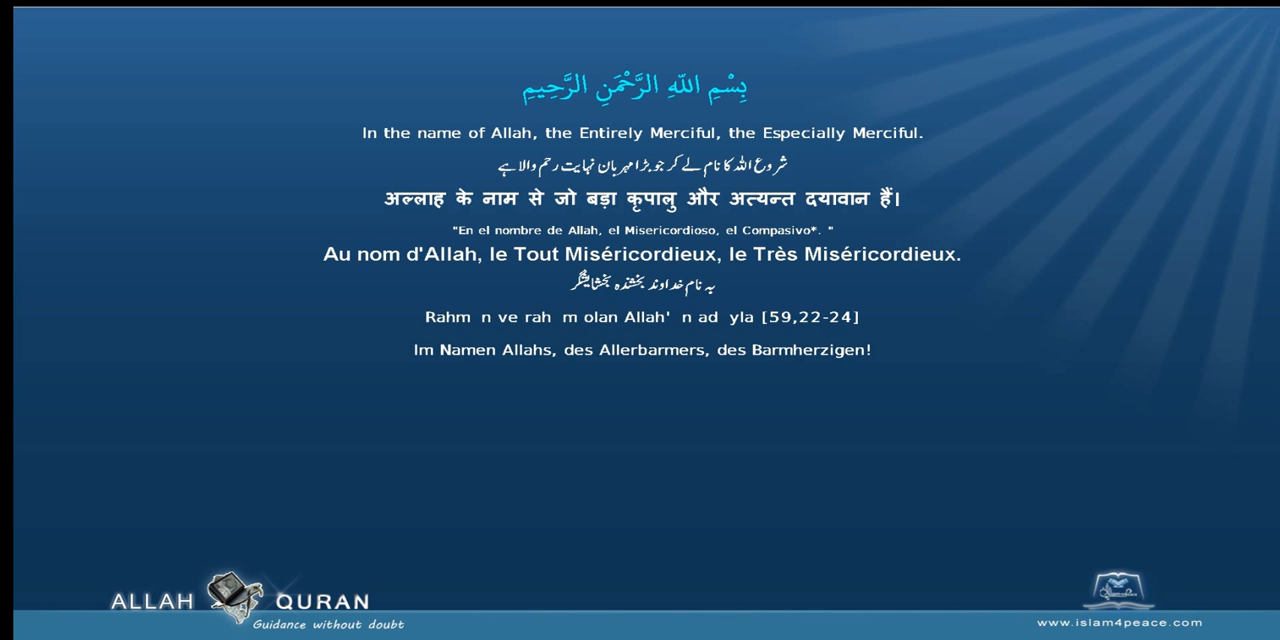 بِسْمِ اللَّهِ الرَّحْمَنِ الرَّحِيمِ
In the name of Allah, the Entirely Merciful, the Especially Merciful.
شروع اللہ کا نام لے کر جو بڑا مہربان نہایت رحم والا ہے
अल्लाह के नाम से जो बड़ा कृपालु और अत्यन्त दयावान हैं।
"En el nombre de Allah, el Misericordioso, el Compasivo*. "
Au nom d'Allah, le Tout Miséricordieux, le Très Miséricordieux.
به نام خداوند بخشنده بخشایشگر
Rahm n ve rah m olan Allah' n ad yla [59,22-24]
Im Namen Allahs, des Allerbarmers, des Barmherzigen!
ALLAH QURAN
Guidance without doubt
www.islam4peace.com